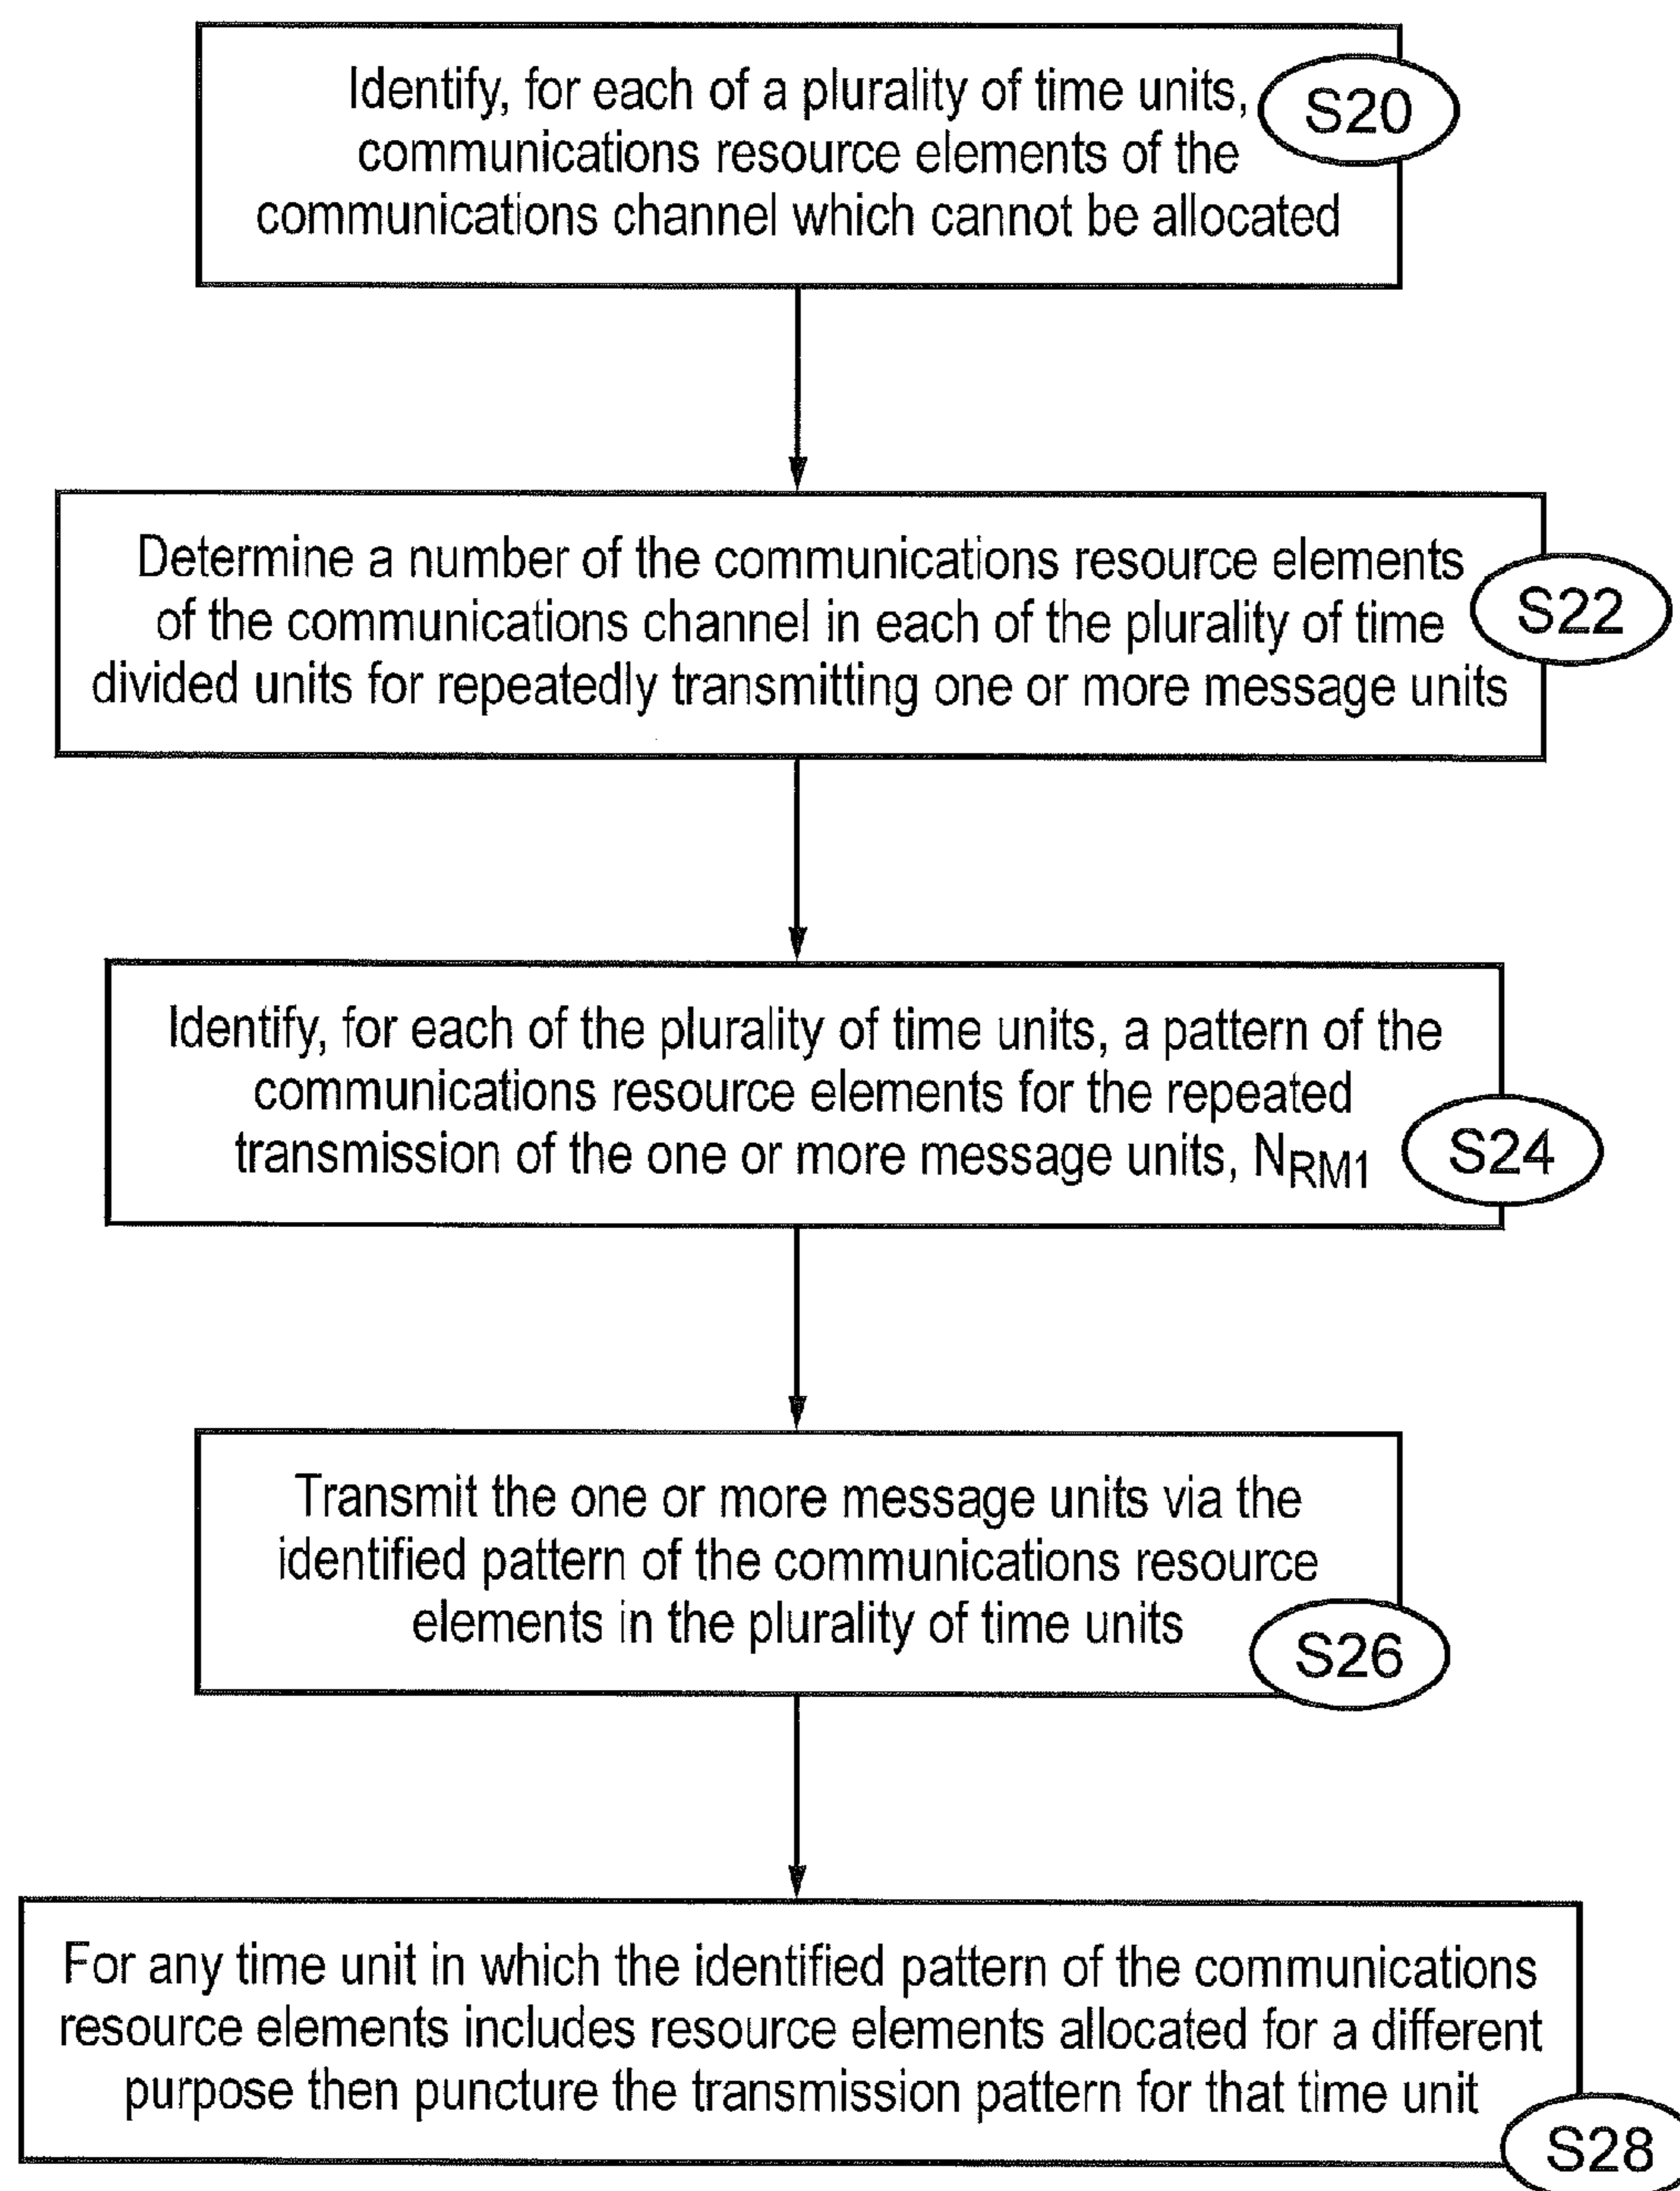 Identify, for each of a plurality of time units,
communications resource elements of the
communications channel which cannot be allocated
S20
Determine a number of the communications resource elements
of the communications channel in each of the plurality of time
divided units for repeatedly transmitting one or more message units
S22
Identify, for each of the plurality of time units, a pattern of the
communications resource elements for the repeated
transmission of the one or more message units, NRM1
S24
Transmit the one or more message units via the
identified pattern of the communications resource
elements in the plurality of time units
S26
For any time unit in which the identified pattern of the communications
resource elements includes resource elements allocated for a different
purpose then puncture the transmission pattern for that time unit
S28